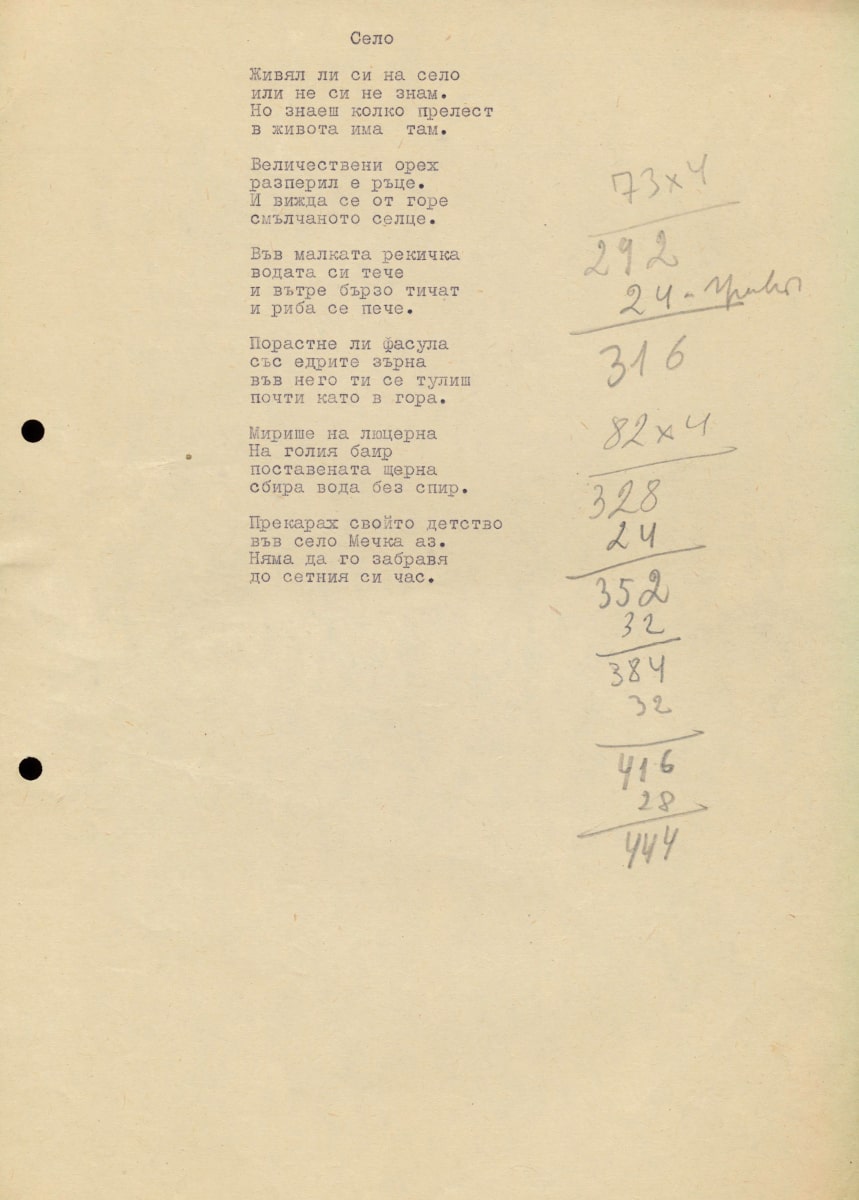 Село
Живял ли си на село
или не си не знам.
Но знаеш колко прелест
в живота има там.
Величествени орех
разперил е ръце.
И вижда се от горе
смълчаното селце.
Във малката рекичка
водата си тече
и вътре бързо тичат
и риба се пече.
Порастне ли фасула
със едрите зърна
във него ти се тулиш
почти като в гора.
Мирише на люцерна
На голия баир
поставената щерна
сбира вода без спир.
Прекарах свойто детство
във село Мечка аз.
Няма да го забравя
до сетния си час.
73 x 4
292
24 -
316
82 x 4
328
24
352
32
384
32
416
28
444